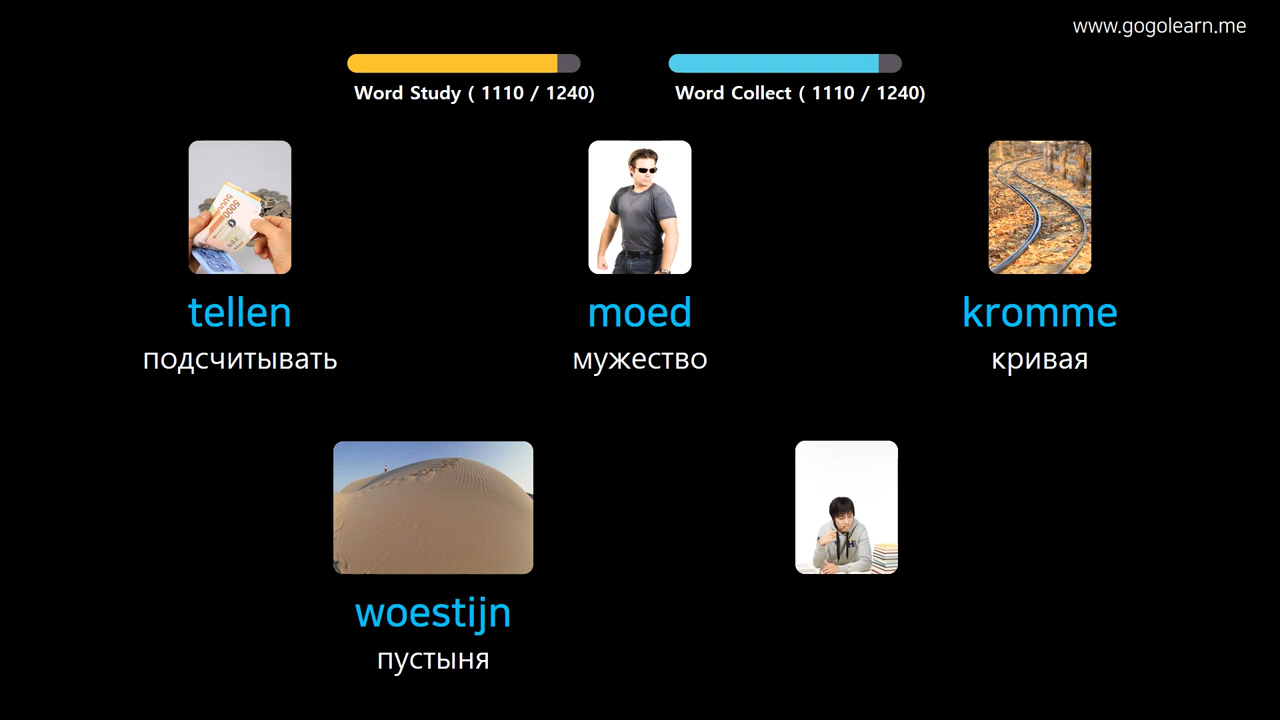 www.gogolearn.me
Word Study ( 1110 / 1240)
Word Collect ( 1110 / 1240)
tellen
подсчитывать
moed
мужество
kromme
кривая
woestijn
пустыня